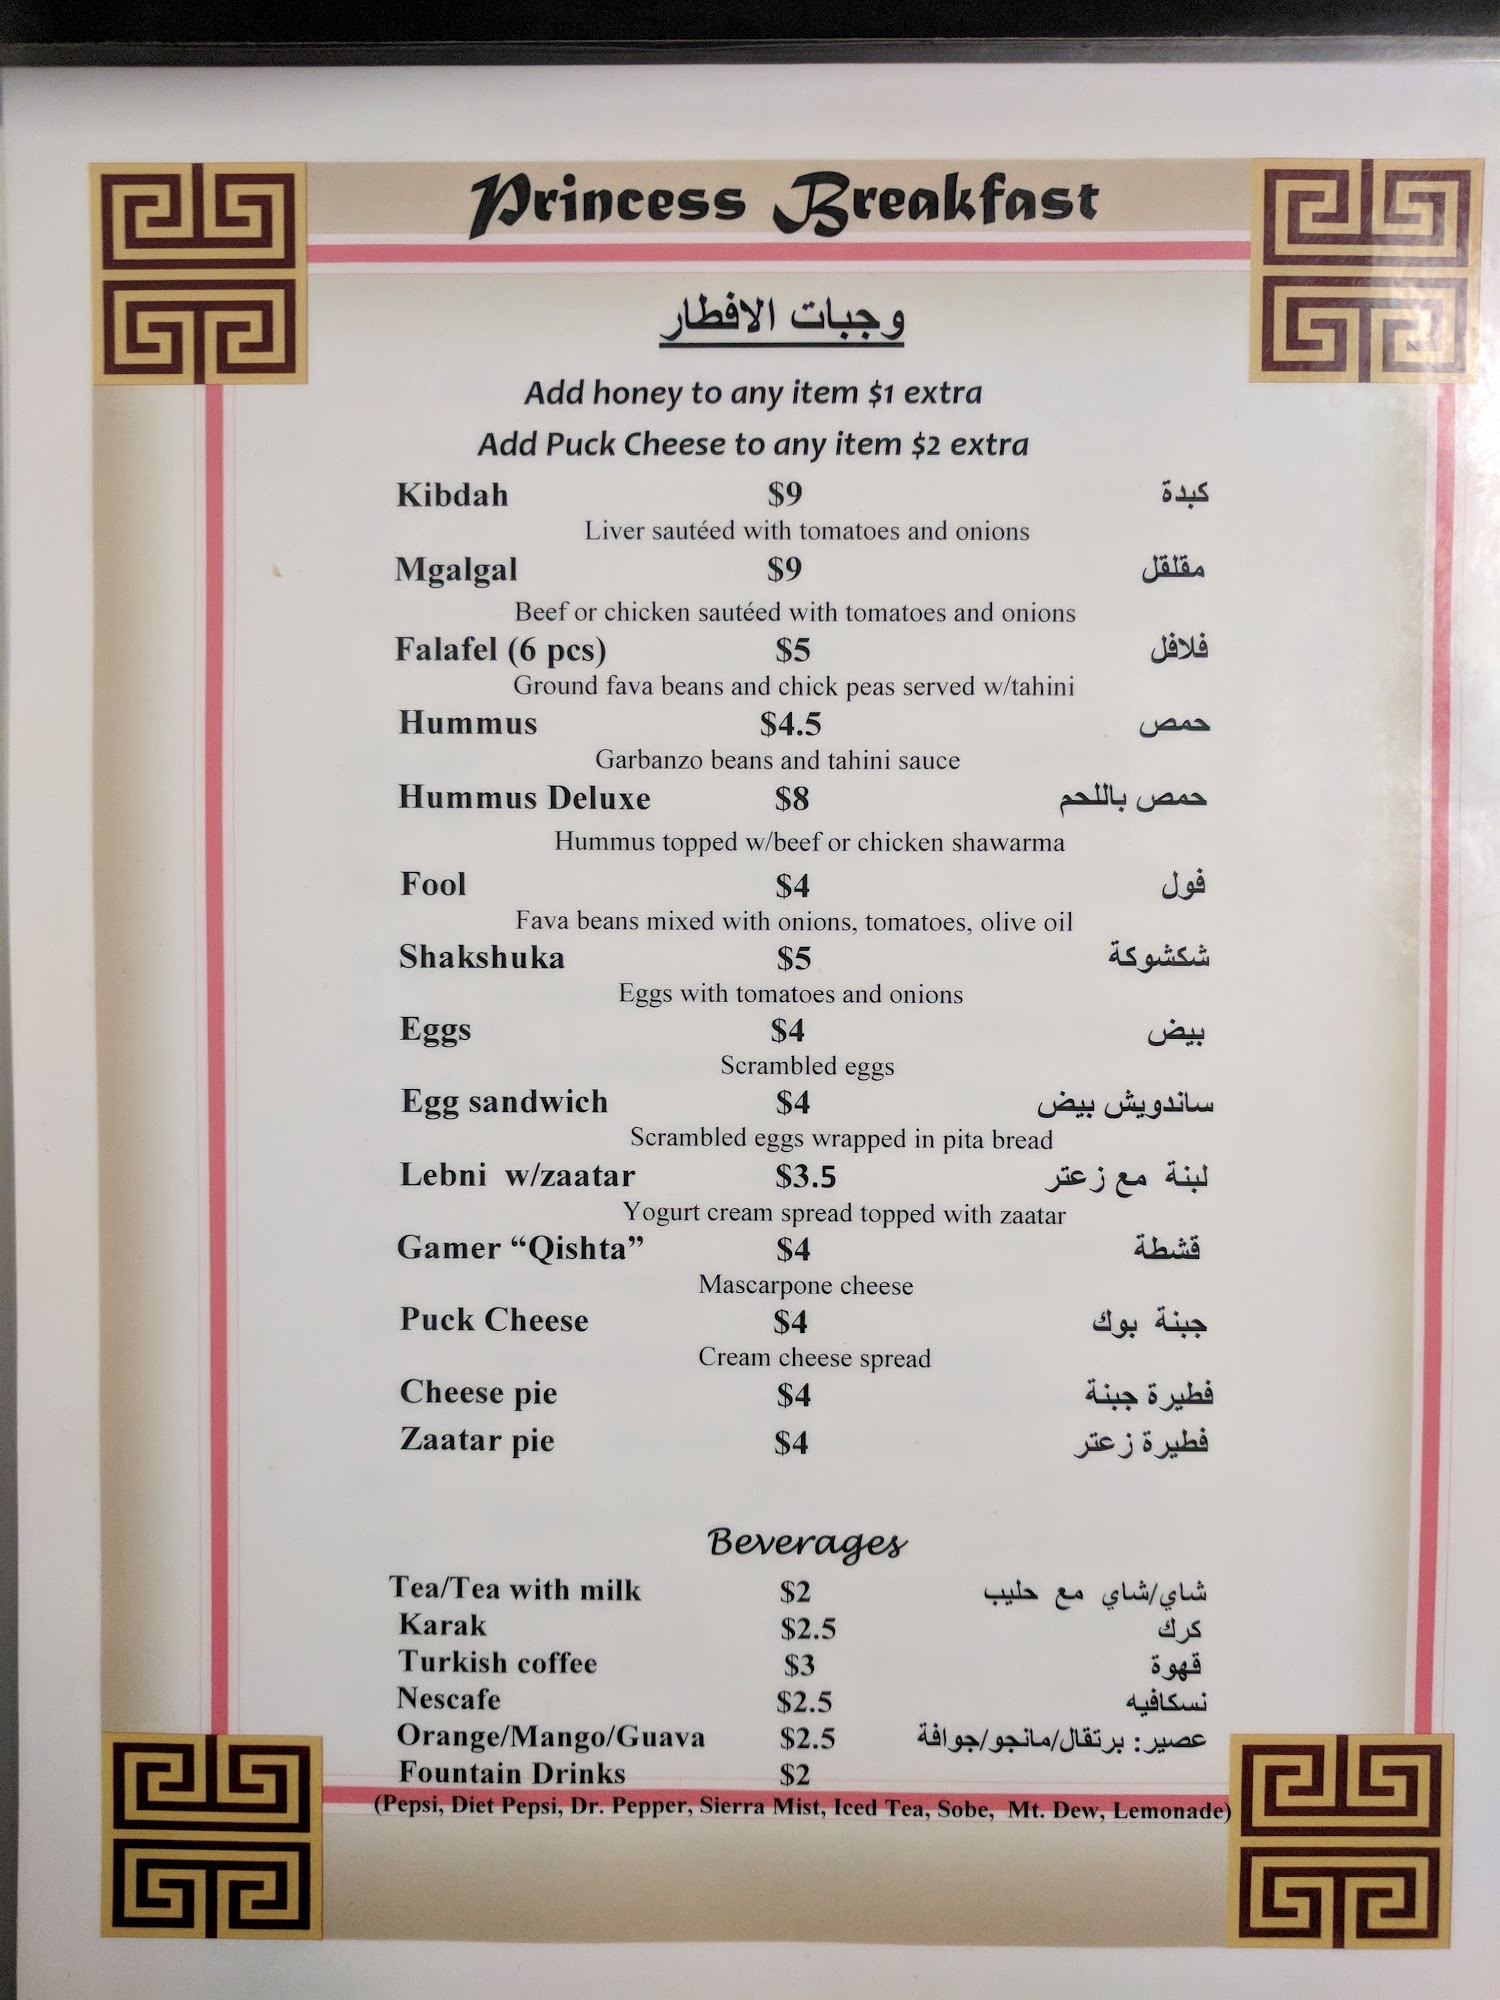 Princess Breakfast
وجبات الافطار
Add honey to any item $1 extra
Add Puck Cheese to any item $2 extra
Kibdah $9 كبدة
Liver sautéed with tomatoes and onions
Mgalgal $9 مقلقل
Beef or chicken sautéed with tomatoes and onions
Falafel (6 pcs) $5 فلافل
Ground fava beans and chick peas served w/tahini
Hummus $4.5 حمص
Garbanzo beans and tahini sauce
Hummus Deluxe $8 حمص باللحم
Hummus topped w/beef or chicken shawarma
Fool $4 فول
Fava beans mixed with onions, tomatoes, olive oil
Shakshuka $5 شكشوكة
Eggs with tomatoes and onions
Eggs $4 بيض
Scrambled eggs
Egg sandwich $4 ساندويش بيض
Scrambled eggs wrapped in pita bread
Lebni w/zaatar $3.5 لبنة مع زعتر
Yogurt cream spread topped with zaatar
Gamer “Qishta” $4 قشطة
Mascarpone cheese
Puck Cheese $4 جبنة بوك
Cream cheese spread
Cheese pie $4 فطيرة جبنة
Zaatar pie $4 فطيرة زعتر
Beverages
Tea/Tea with milk $2 شاي/شاي مع حليب
Karak $2.5 كرك
Turkish coffee $3 قهوة
Nescafe $2.5 نسكافيه
Orange/Mango/Guava $2.5 عصير: برتقال/مانجو/جوافة
Fountain Drinks $2
(Pepsi, Diet Pepsi, Dr. Pepper, Sierra Mist, Iced Tea, Sobe, Mt. Dew, Lemonade)